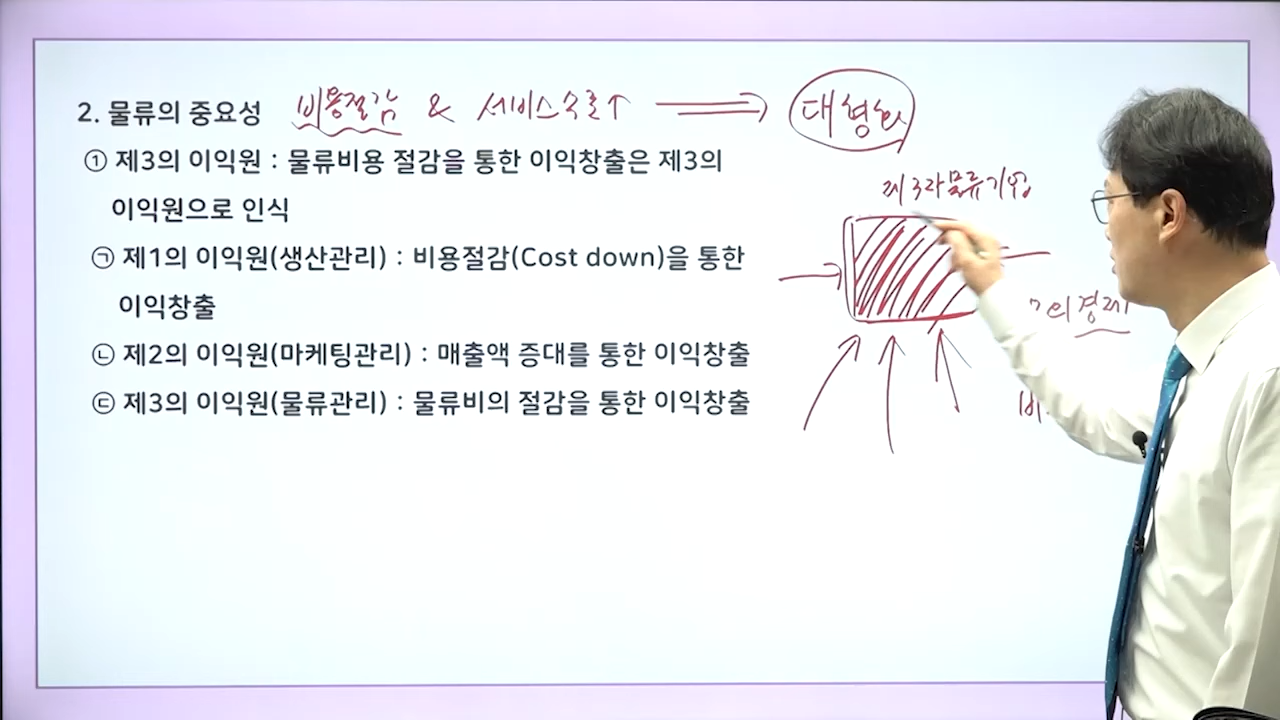 2. 물류의 중요성 비용절감 & 서비스수준↑ ⟹ 대형화
① 제3의 이익원 : 물류비용 절감을 통한 이익창출은 제3의
이익원으로 인식
제3자물류기업
㉠ 제1의 이익원(생산관리) : 비용절감(Cost down)을 통한
이익창출
의경제
㉡ 제2의 이익원(마케팅관리) : 매출액 증대를 통한 이익창출
㉢ 제3의 이익원(물류관리) : 물류비의 절감을 통한 이익창출